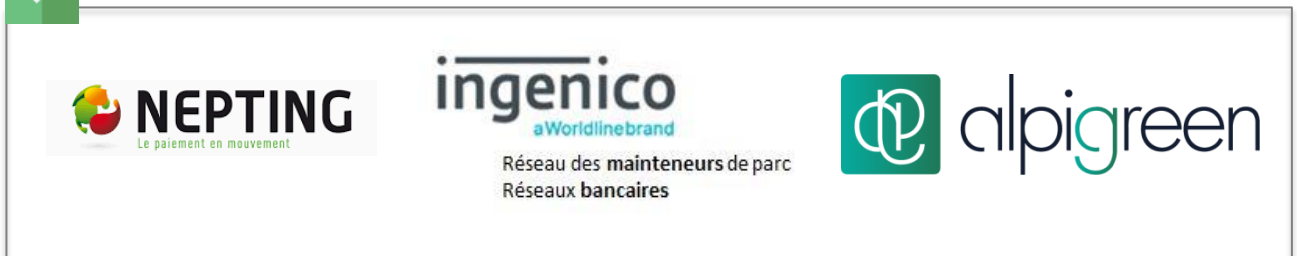 NEPTING
Le paiement en mouvement
ingenico
a Worldline brand
Réseau des mainteneurs de parc
Réseaux bancaires
alpigreen